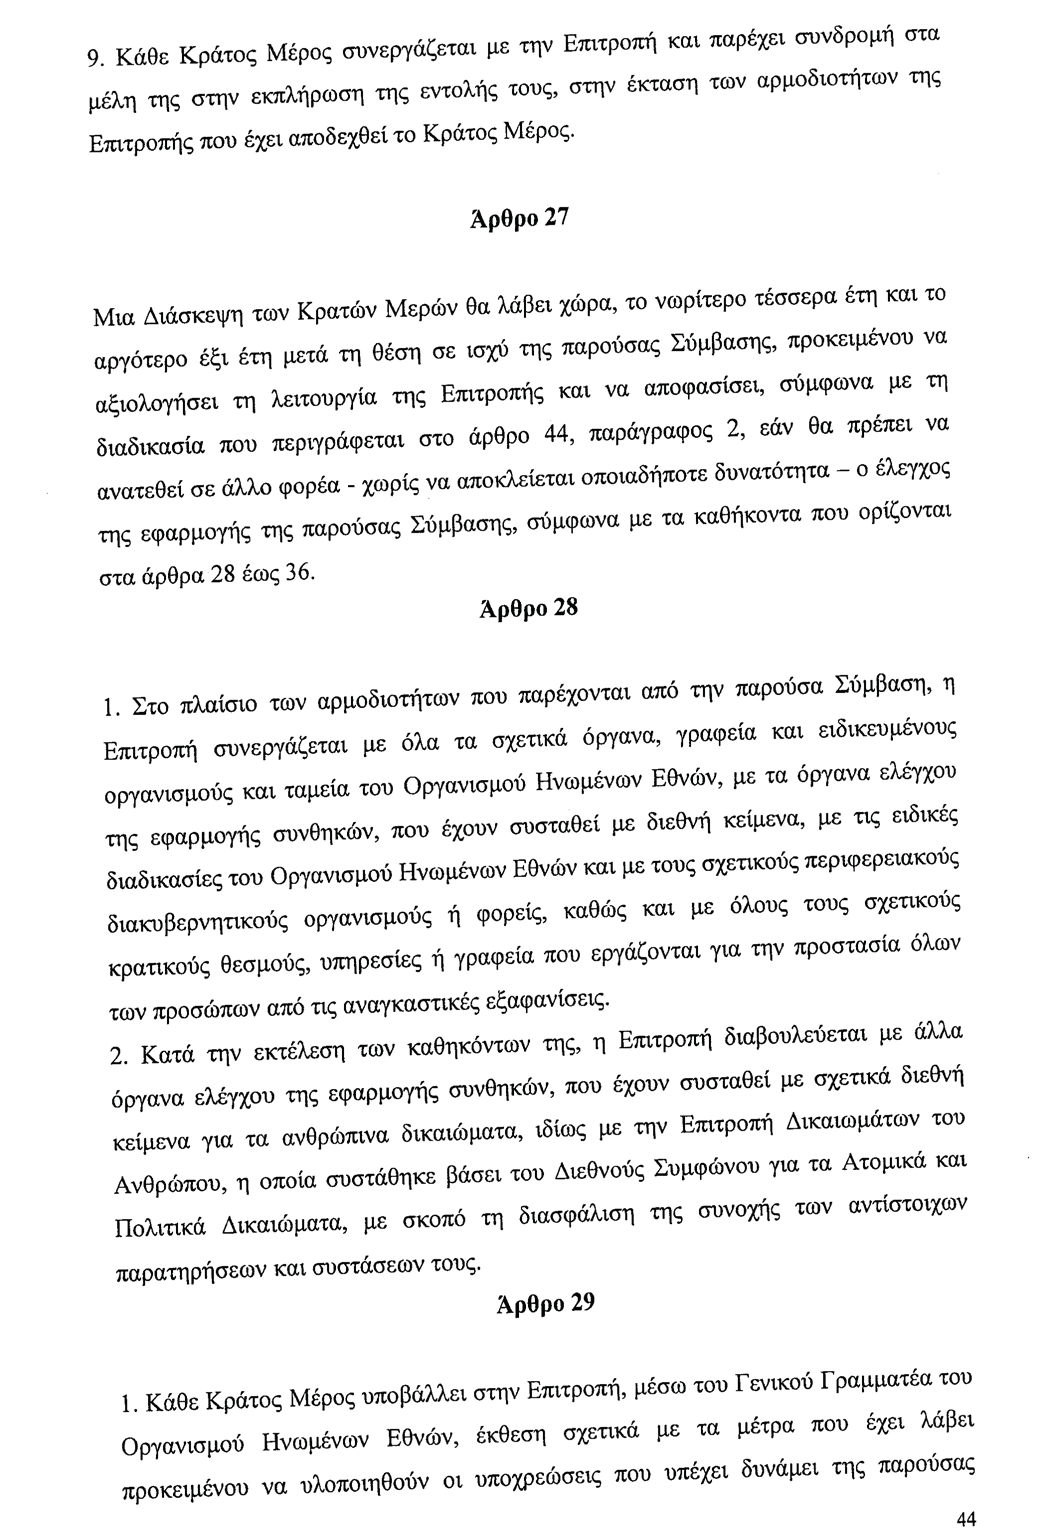 9. Κάθε Κράτος Μέρος συνεργάζεται με την Επιτροπή και παρέχει συνδρομή στα
μέλη της στην εκπλήρωση της εντολής τους, στην έκταση των αρμοδιοτήτων της
Επιτροπής που έχει αποδεχθεί το Κράτος Μέρος.
Άρθρο 27
Μια Διάσκεψη των Κρατών Μερών θα λάβει χώρα, το νωρίτερο τέσσερα έτη και το
αργότερο έξι έτη μετά τη θέση σε ισχύ της παρούσας Σύμβασης, προκειμένου να
αξιολογήσει τη λειτουργία της Επιτροπής και να αποφασίσει, σύμφωνα με τη
διαδικασία που περιγράφεται στο άρθρο 44, παράγραφος 2, εάν θα πρέπει να
ανατεθεί σε άλλο φορέα - χωρίς να αποκλείεται οποιαδήποτε δυνατότητα – ο έλεγχος
της εφαρμογής της παρούσας Σύμβασης, σύμφωνα με τα καθήκοντα που ορίζονται
στα άρθρα 28 έως 36.
Άρθρο 28
1. Στο πλαίσιο των αρμοδιοτήτων που παρέχονται από την παρούσα Σύμβαση, η
Επιτροπή συνεργάζεται με όλα τα σχετικά όργανα, γραφεία και ειδικευμένους
οργανισμούς και ταμεία του Οργανισμού Ηνωμένων Εθνών, με τα όργανα ελέγχου
της εφαρμογής συνθηκών, που έχουν συσταθεί με διεθνή κείμενα, με τις ειδικές
διαδικασίες του Οργανισμού Ηνωμένων Εθνών και με τους σχετικούς περιφερειακούς
διακυβερνητικούς οργανισμούς ή φορείς, καθώς και με όλους τους σχετικούς
κρατικούς θεσμούς, υπηρεσίες ή γραφεία που εργάζονται για την προστασία όλων
των προσώπων από τις αναγκαστικές εξαφανίσεις.
2. Κατά την εκτέλεση των καθηκόντων της, η Επιτροπή διαβουλεύεται με άλλα
όργανα ελέγχου της εφαρμογής συνθηκών, που έχουν συσταθεί με σχετικά διεθνή
κείμενα για τα ανθρώπινα δικαιώματα, ιδίως με την Επιτροπή Δικαιωμάτων του
Ανθρώπου, η οποία συστάθηκε βάσει του Διεθνούς Συμφώνου για τα Ατομικά και
Πολιτικά Δικαιώματα, με σκοπό τη διασφάλιση της συνοχής των αντίστοιχων
παρατηρήσεων και συστάσεων τους.
Άρθρο 29
1. Κάθε Κράτος Μέρος υποβάλλει στην Επιτροπή, μέσω του Γενικού Γραμματέα του
Οργανισμού Ηνωμένων Εθνών, έκθεση σχετικά με τα μέτρα που έχει λάβει
προκειμένου να υλοποιηθούν οι υποχρεώσεις που υπέχει δυνάμει της παρούσας
44